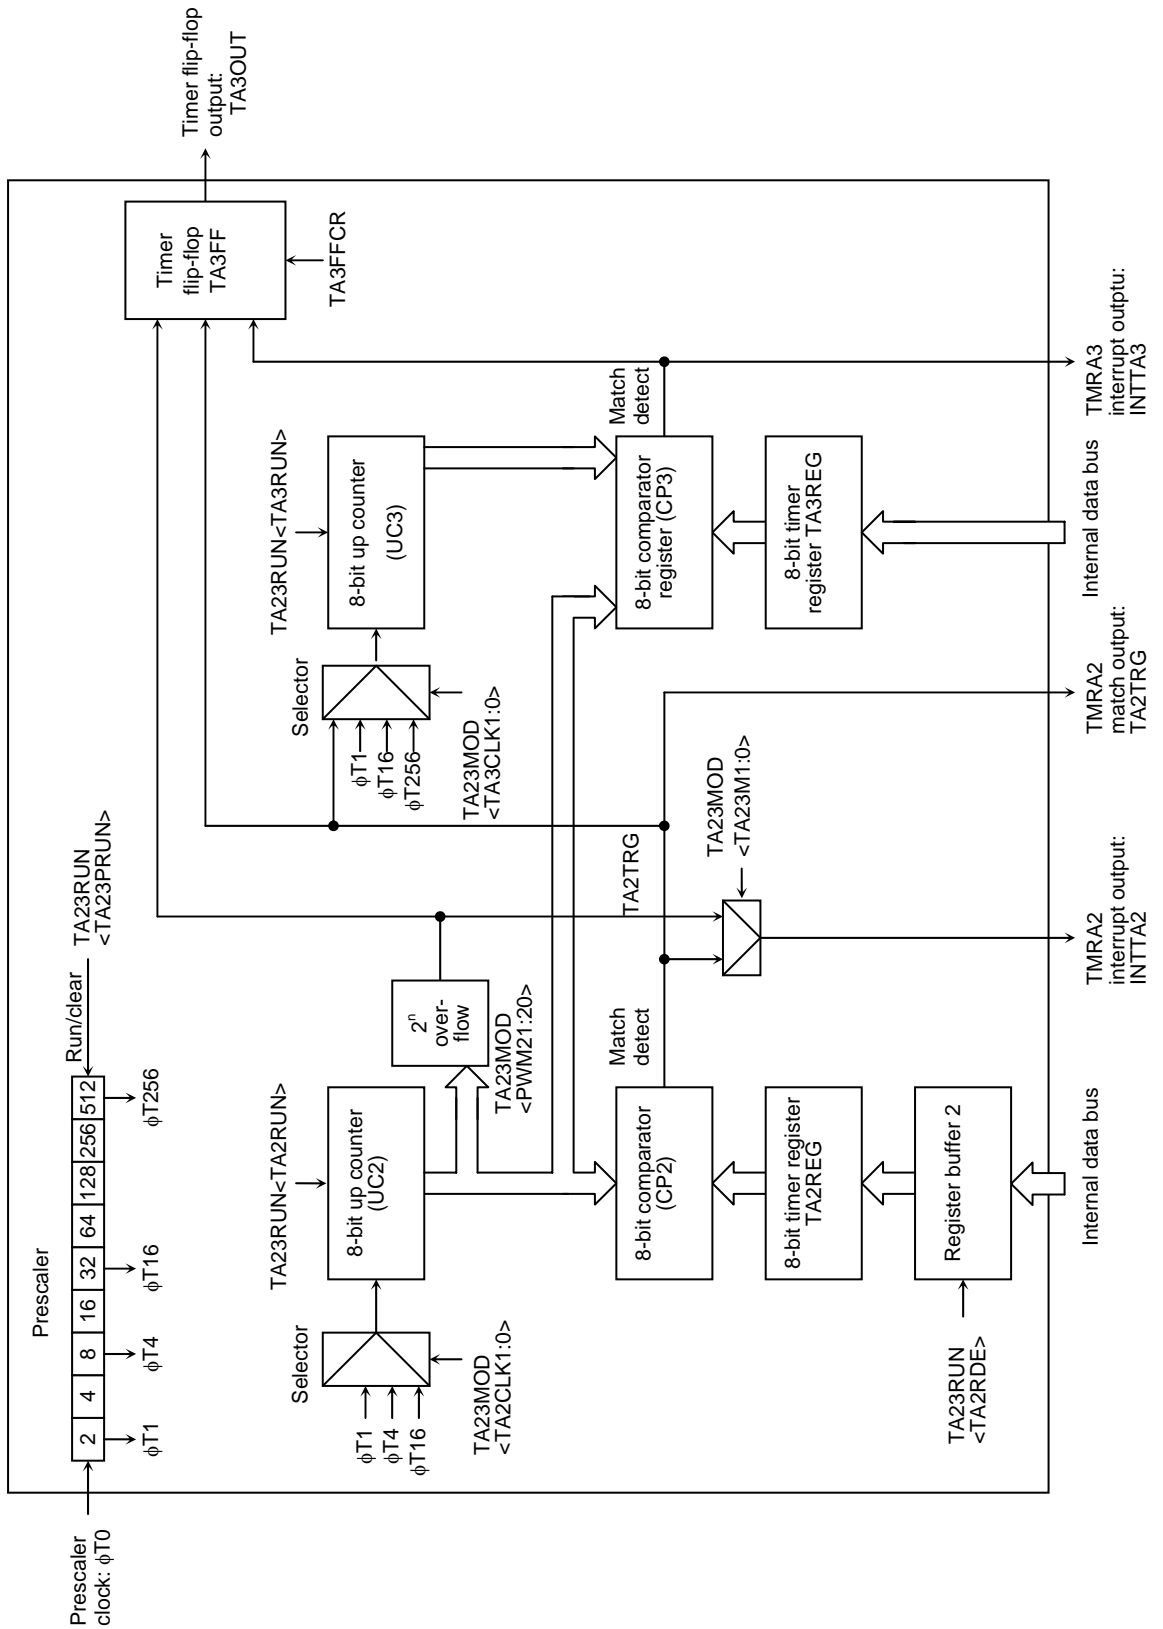 Prescaler
Prescaler
clock: ϕT0
2
4
8
16
32
64
128
256
512
Run/clear
TA23RUN
<TA23PRUN>
ϕT1
ϕT4
ϕT16
ϕT256
Timer flip-flop
output:
TA3OUT
Timer
flip-flop
TA3FF
TA3FFCR
Selector
ϕT1
ϕT4
ϕT16
TA23MOD
<TA2CLK1:0>
TA23RUN<TA2RUN>
8-bit up counter
(UC2)
2n
over-
flow
TA23MOD
<PWM21:20>
TA2TRG
Selector
ϕT1
ϕT16
ϕT256
TA23MOD
<TA3CLK1:0>
TA23RUN<TA3RUN>
8-bit up counter
(UC3)
8-bit comparator
(CP2)
Match
detect
TA23MOD
<TA23M1:0>
8-bit comparator
register (CP3)
Match
detect
8-bit timer register
TA2REG
8-bit timer
register TA3REG
Register buffer 2
TA23RUN
<TA2RDE>
Internal data bus
TMRA2
interrupt output:
INTTA2
TMRA2
match output:
TA2TRG
Internal data bus
TMRA3
interrupt outptu:
INTTA3